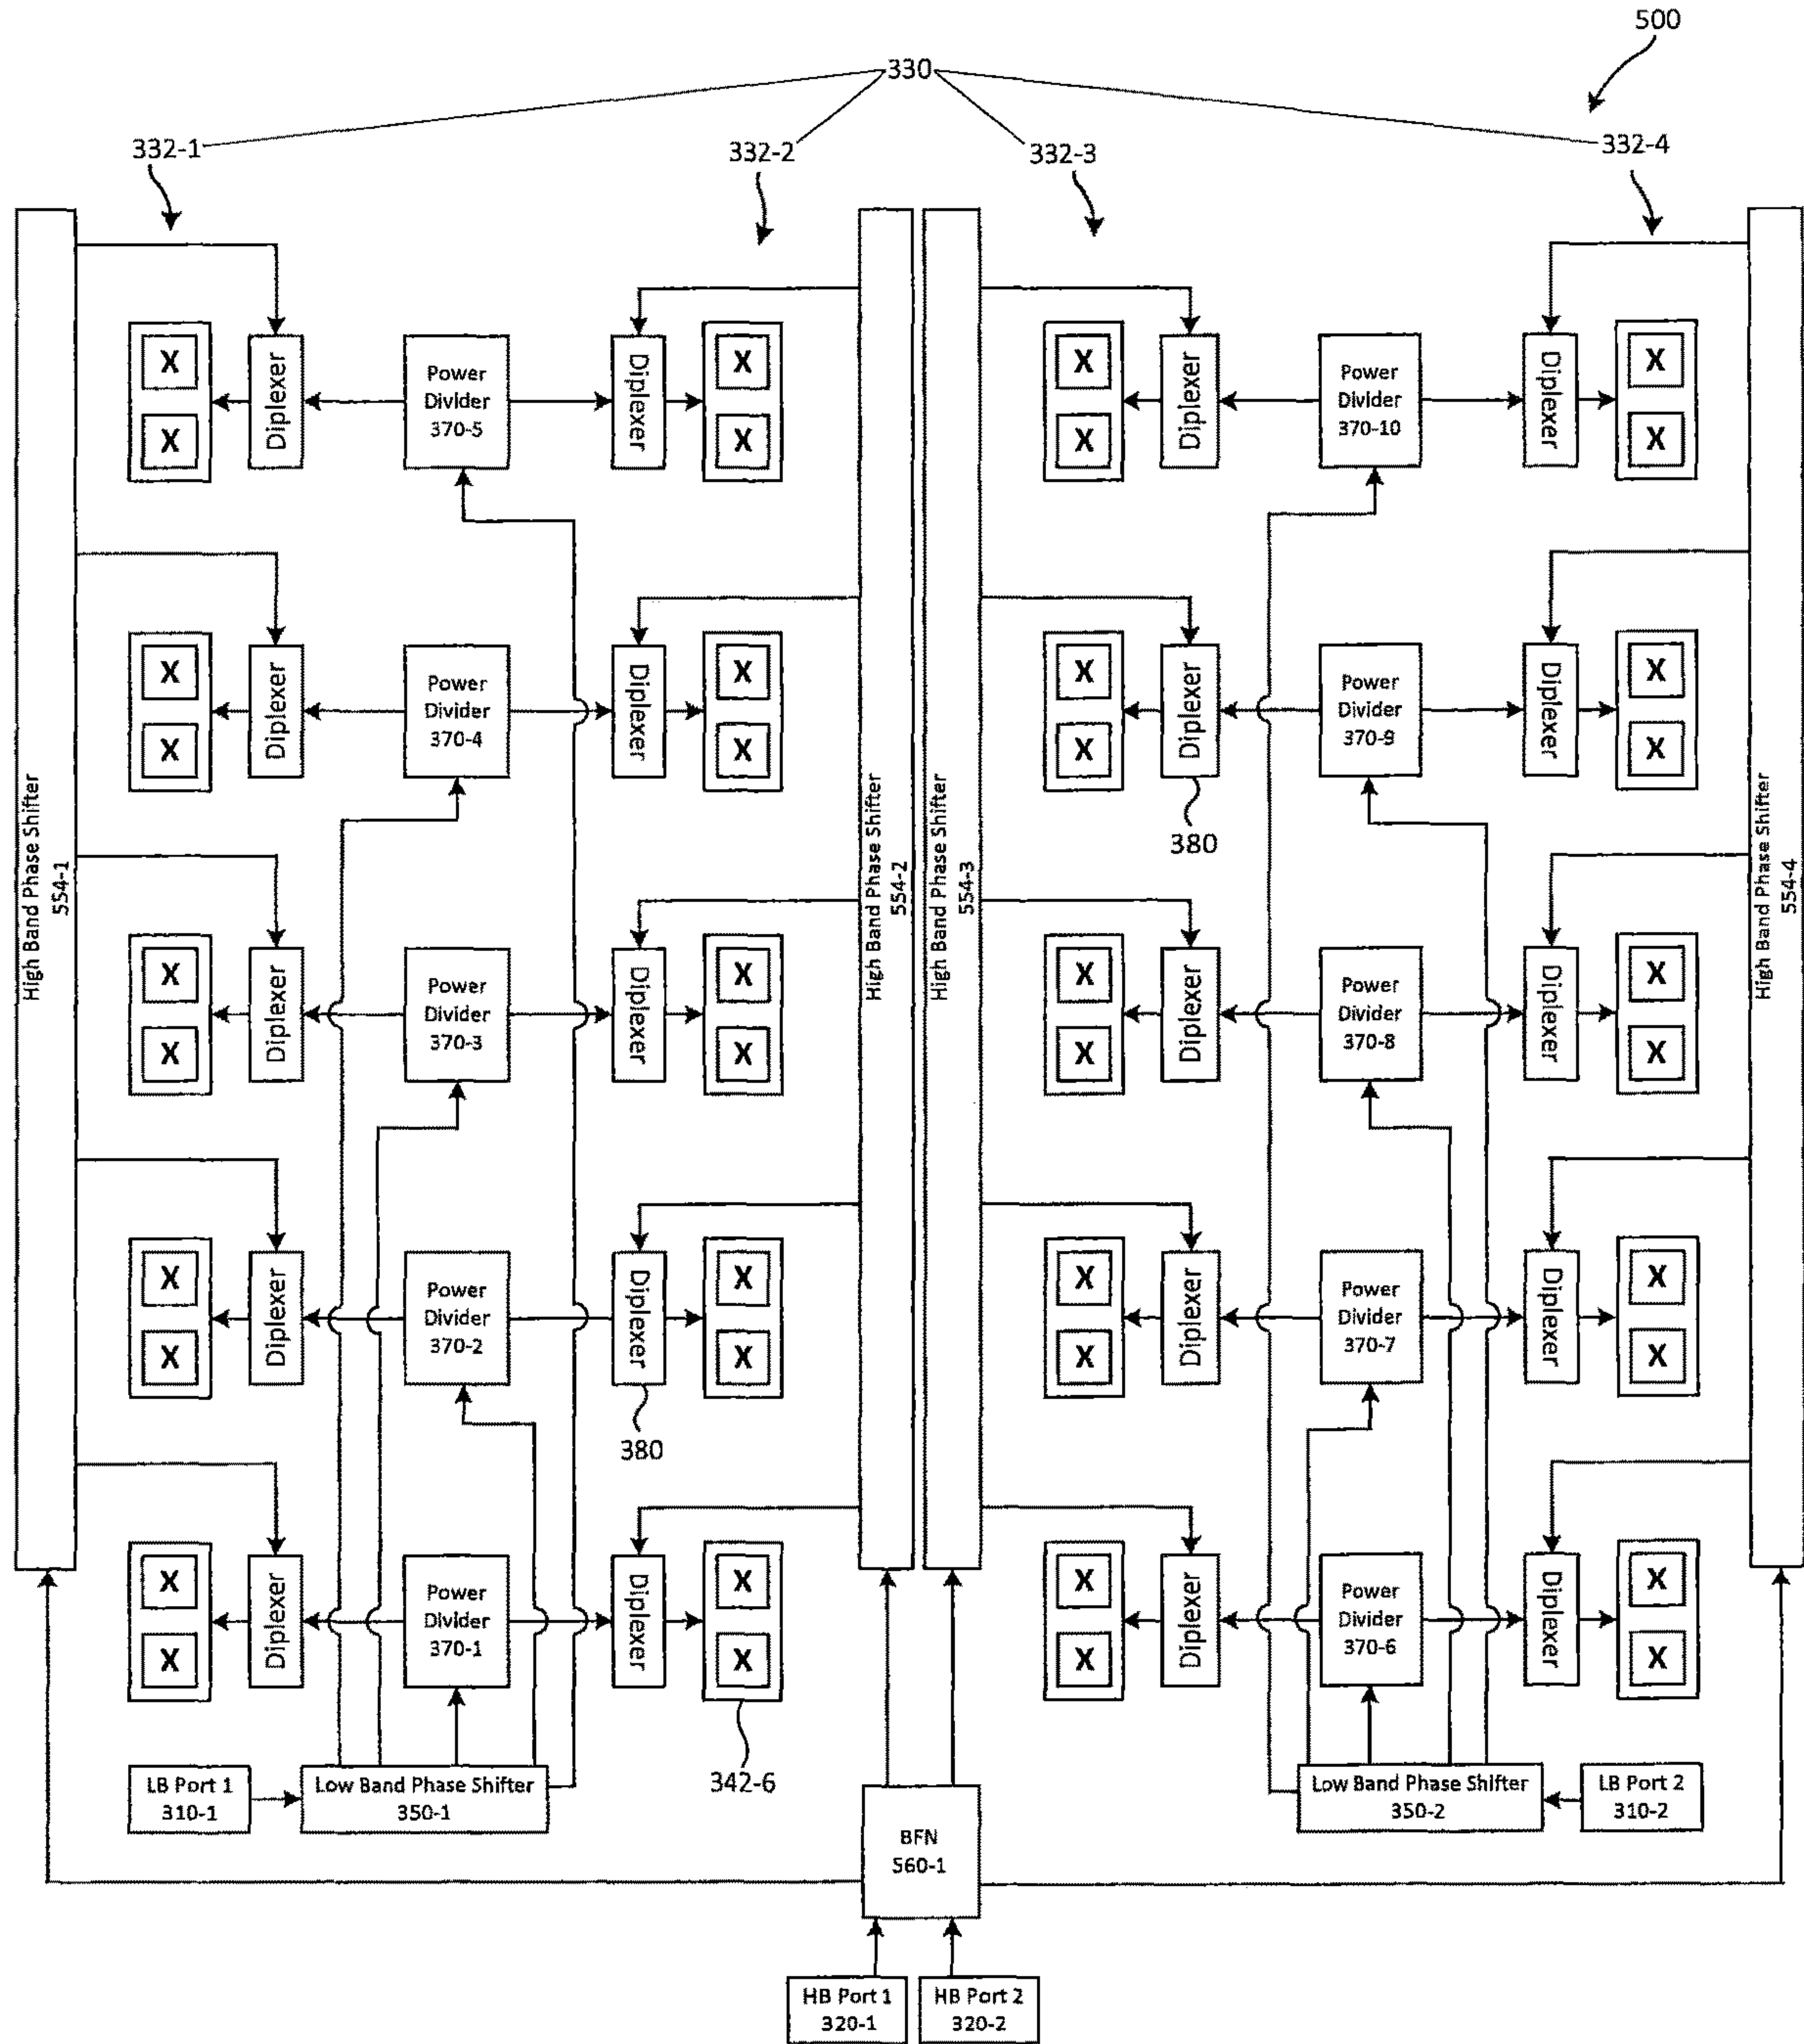 500
330
332-1
332-2
332-3
332-4
High Band Phase Shifter
554-1
High Band Phase Shifter
554-2
High Band Phase Shifter
554-3
High Band Phase Shifter
554-4
X
X
Diplexer
Power
Divider
370-5
Diplexer
X
X
X
X
Diplexer
Power
Divider
370-10
Diplexer
X
X
X
X
Diplexer
Power
Divider
370-4
Diplexer
X
X
X
X
Diplexer
380
Power
Divider
370-9
Diplexer
X
X
X
X
Diplexer
Power
Divider
370-3
Diplexer
X
X
X
X
Diplexer
Power
Divider
370-8
Diplexer
X
X
X
X
Diplexer
Power
Divider
370-2
Diplexer
380
X
X
X
X
Diplexer
Power
Divider
370-7
Diplexer
X
X
X
X
Diplexer
Power
Divider
370-1
Diplexer
X
X
342-6
X
X
Diplexer
Power
Divider
370-6
Diplexer
X
X
LB Port 1
310-1
Low Band Phase Shifter
350-1
Low Band Phase Shifter
350-2
LB Port 2
310-2
BFN
560-1
HB Port 1
320-1
HB Port 2
320-2